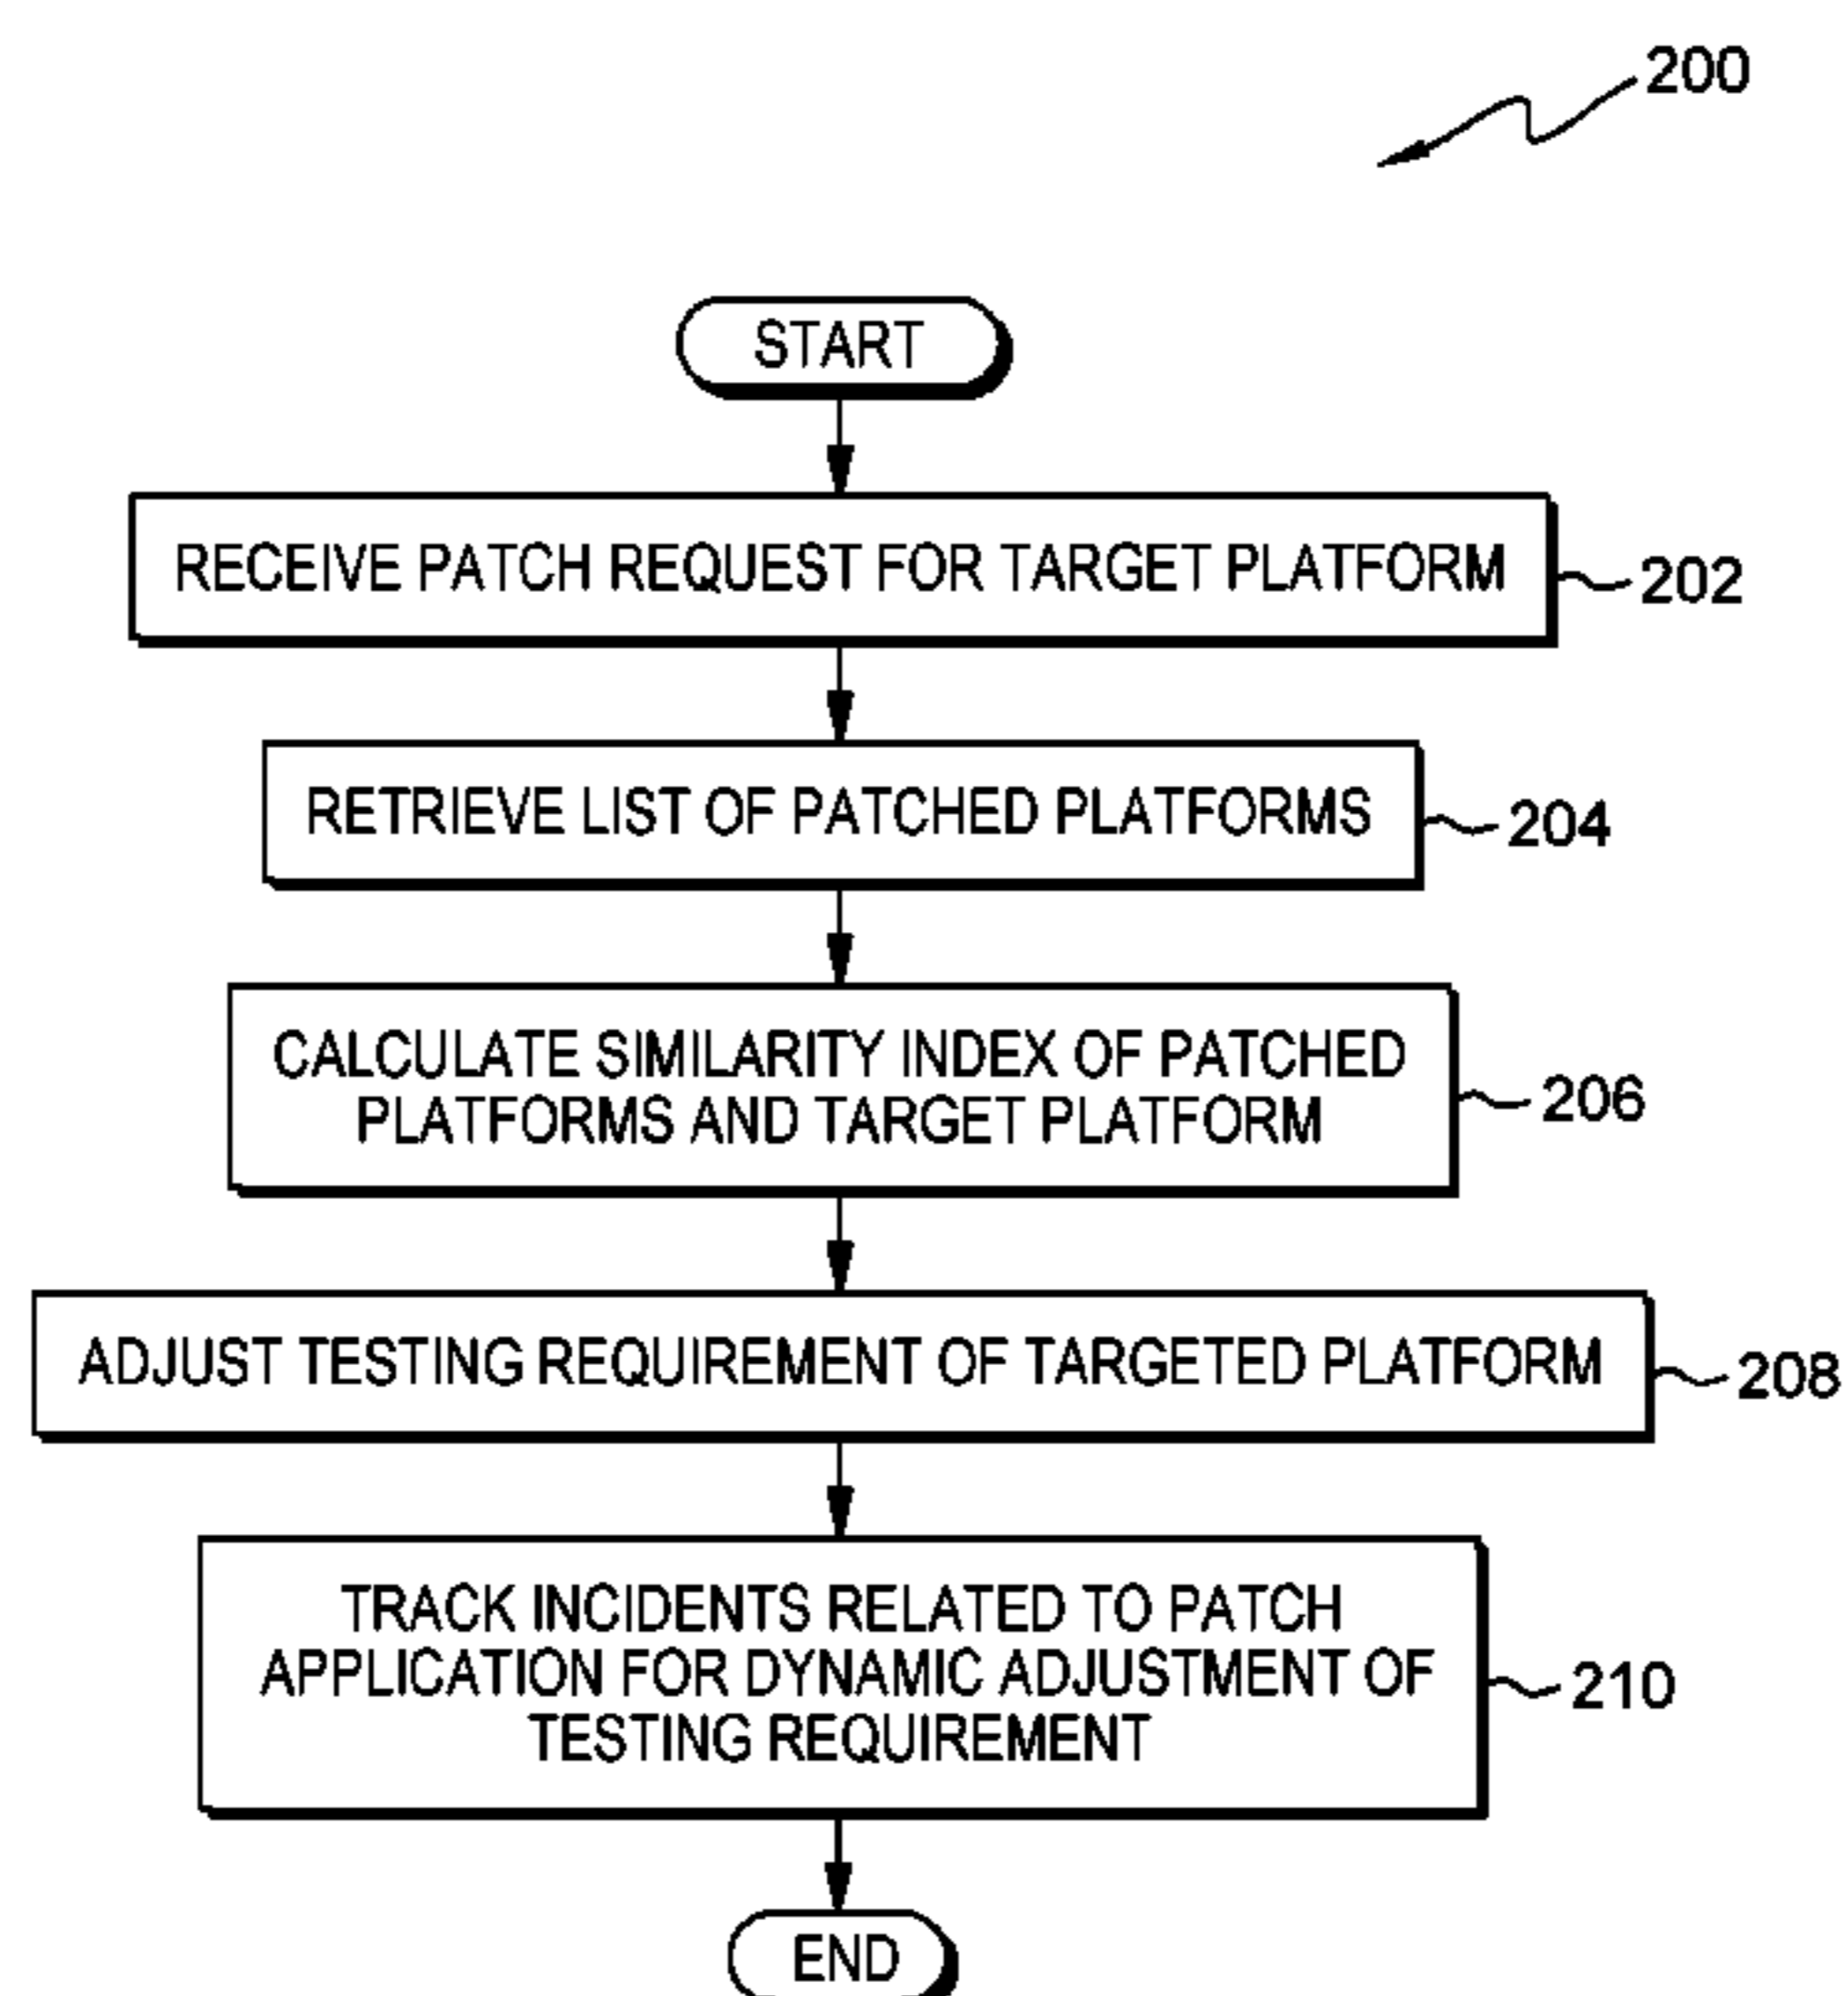 200
START
RECEIVE PATCH REQUEST FOR TARGET PLATFORM
202
RETRIEVE LIST OF PATCHED PLATFORMS
204
CALCULATE SIMILARITY INDEX OF PATCHED
PLATFORMS AND TARGET PLATFORM
206
ADJUST TESTING REQUIREMENT OF TARGETED PLATFORM
208
TRACK INCIDENTS RELATED TO PATCH
APPLICATION FOR DYNAMIC ADJUSTMENT OF
TESTING REQUIREMENT
210
END